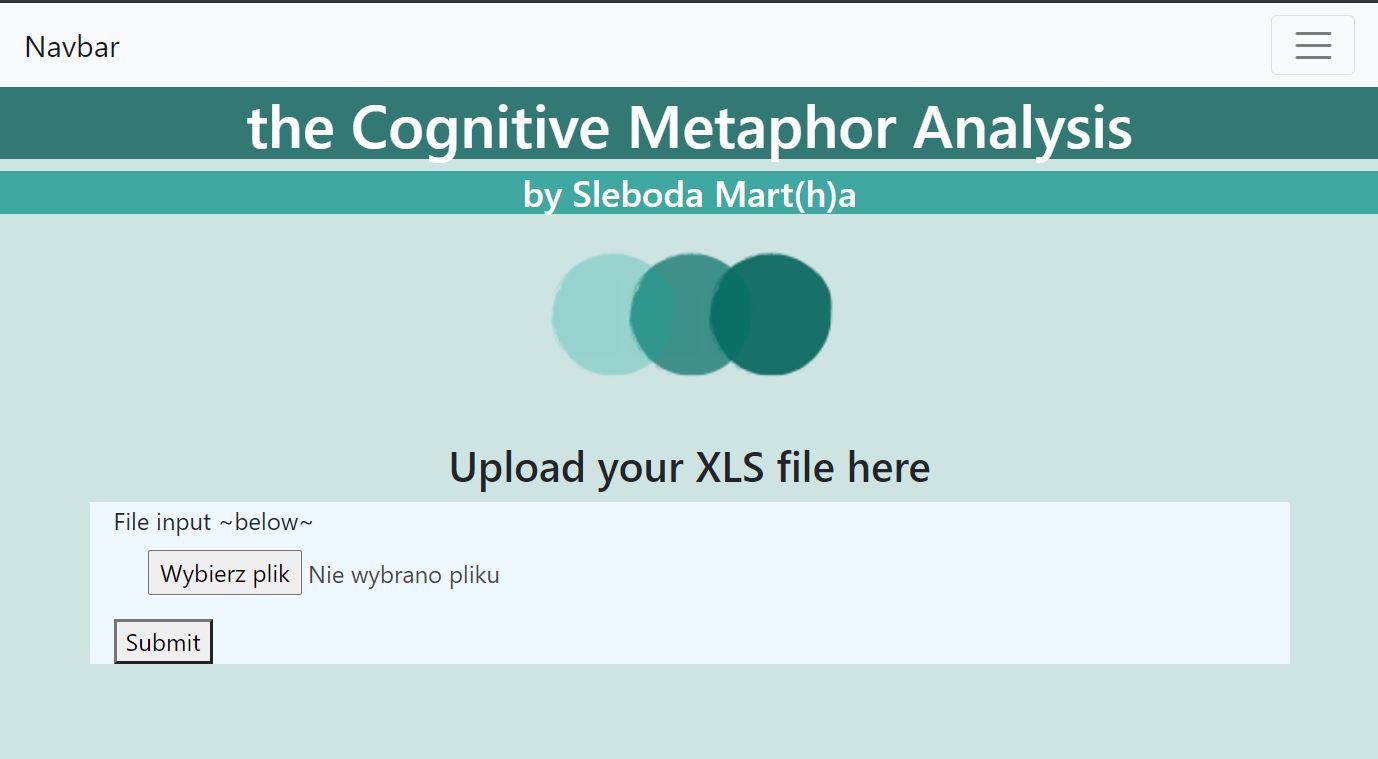 Navbar
the Cognitive Metaphor Analysis
by Sleboda Mart(h)a
Upload your XLS file here
File input ~below~
Wybierz plik Nie wybrano pliku
Submit